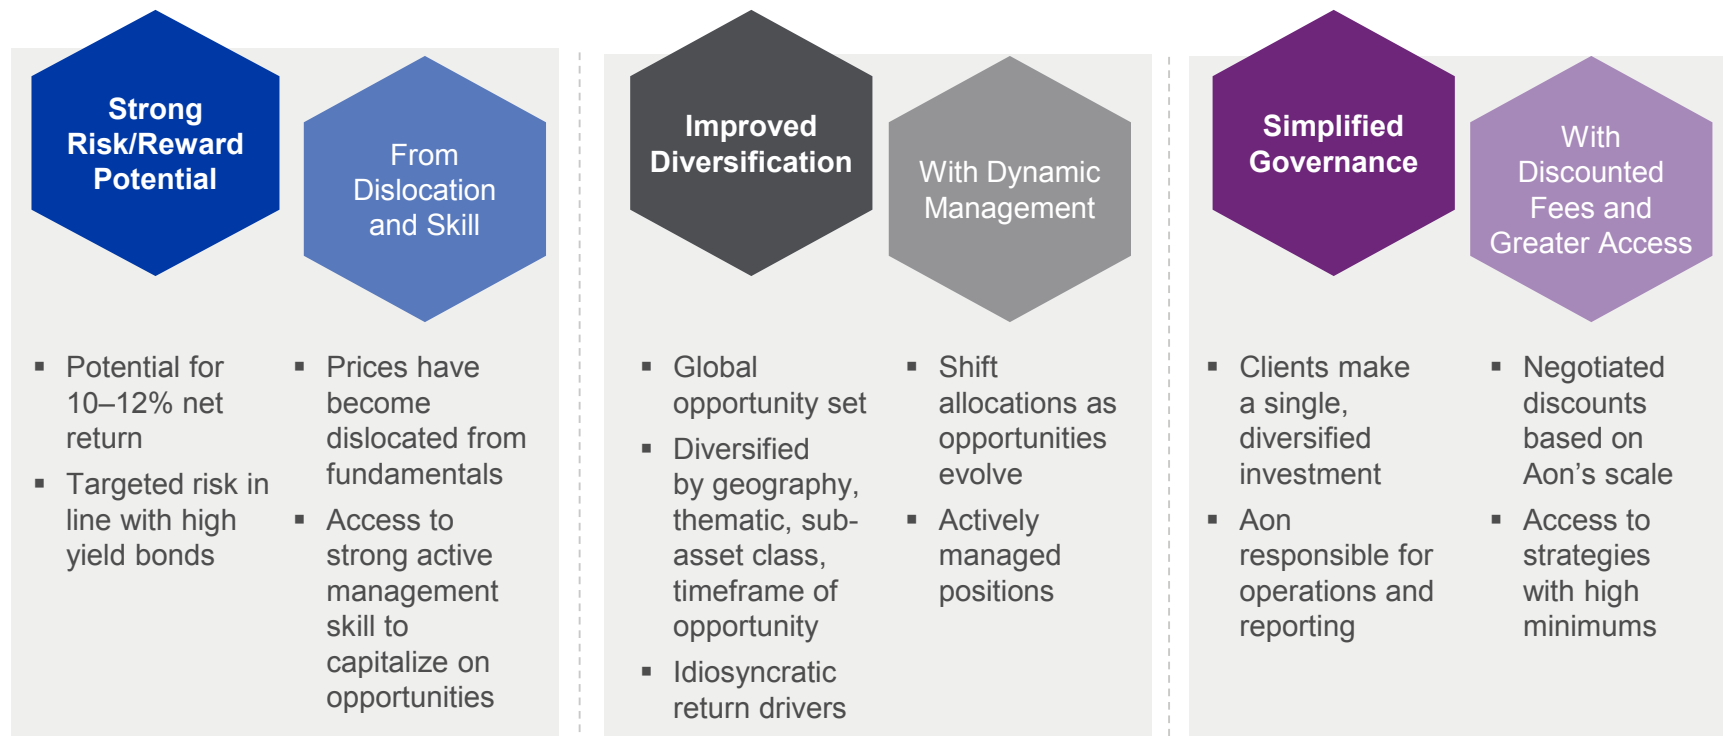 Strong
Risk/Reward
Potential
From
Dislocation
and Skill
▪ Potential for
10–12% net
return
▪ Targeted risk in
line with high
yield bonds
▪ Prices have
become
dislocated from
fundamentals
▪ Access to
strong active
management
skill to
capitalize on
opportunities
Improved
Diversification
With Dynamic
Management
▪ Global
opportunity set
▪ Diversified
by geography,
thematic, sub-
asset class,
timeframe of
opportunity
▪ Idiosyncratic
return drivers
▪ Shift
allocations as
opportunities
evolve
▪ Actively
managed
positions
Simplified
Governance
With
Discounted
Fees and
Greater Access
▪ Clients make
a single,
diversified
investment
▪ Aon
responsible for
operations and
reporting
▪ Negotiated
discounts
based on
Aon’s scale
▪ Access to
strategies
with high
minimums